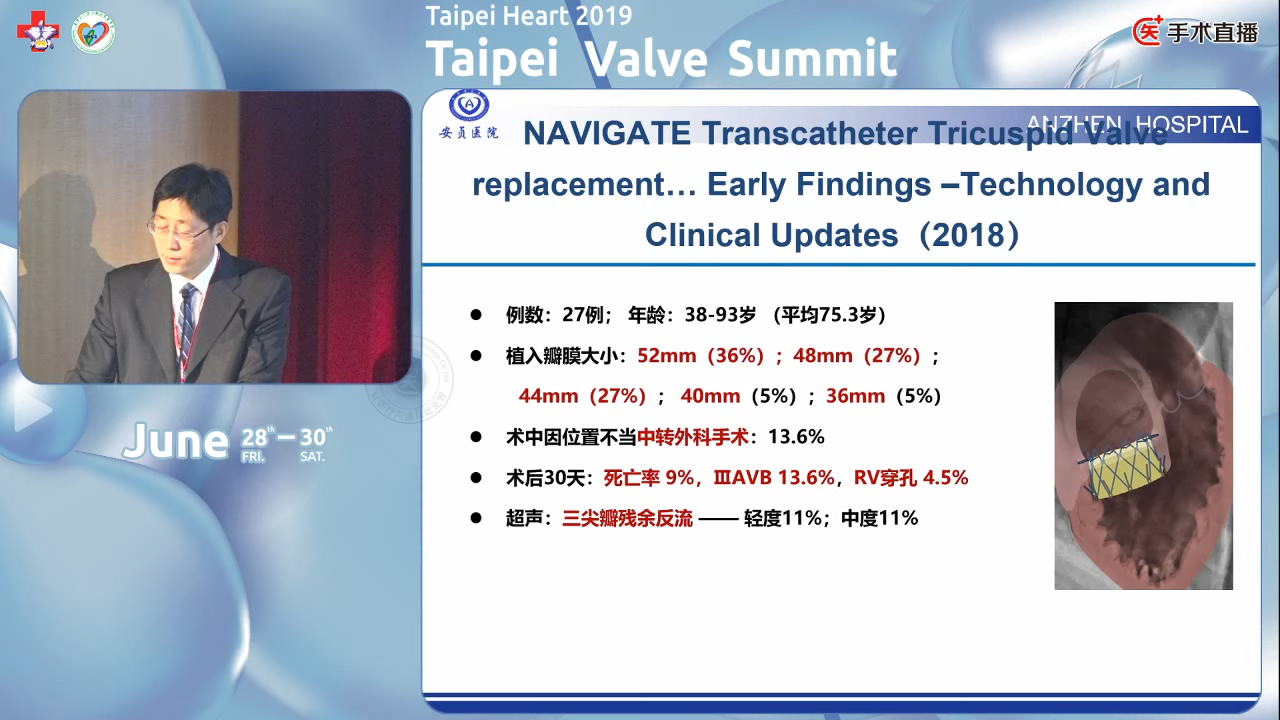 Taipei Heart 2019
Taipei Valve Summit
手术直播
安贞医院
ANZHEN HOSPITAL
NAVIGATE Transcatheter Tricuspid Valve
replacement… Early Findings –Technology and
Clinical Updates（2018）
● 例数：27例； 年龄：38-93岁 （平均75.3岁）
● 植入瓣膜大小：52mm（36%）；48mm（27%）；
44mm（27%）； 40mm（5%）；36mm（5%）
● 术中因位置不当中转外科手术：13.6%
● 术后30天：死亡率 9%，ⅢAVB 13.6%，RV穿孔 4.5%
● 超声：三尖瓣残余反流 —— 轻度11%；中度11%
June 28th — 30th
FRI. SAT.